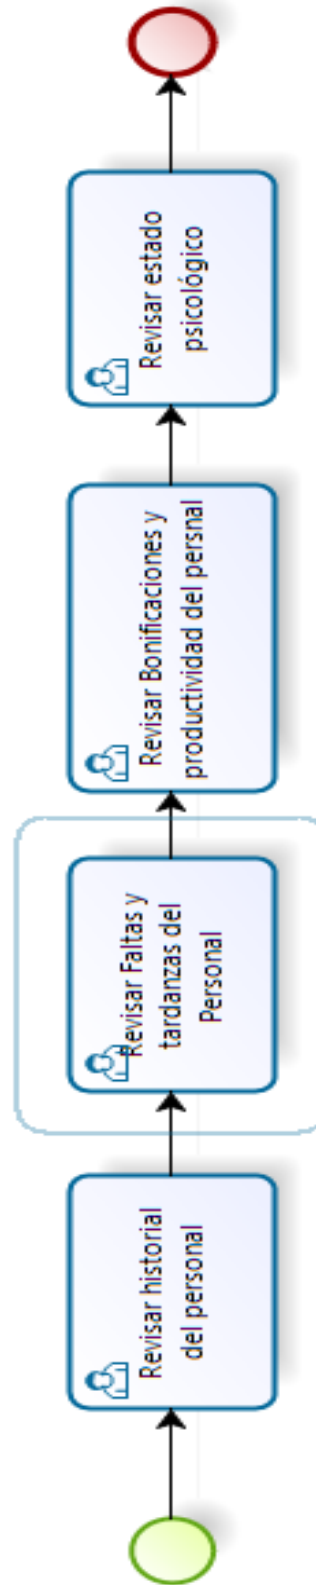 Revisar historial
del personal
Revisar Faltas y
tardanzas del
Personal
Revisar Bonificaciones y
productividad del persnal
Revisar estado
psicológico